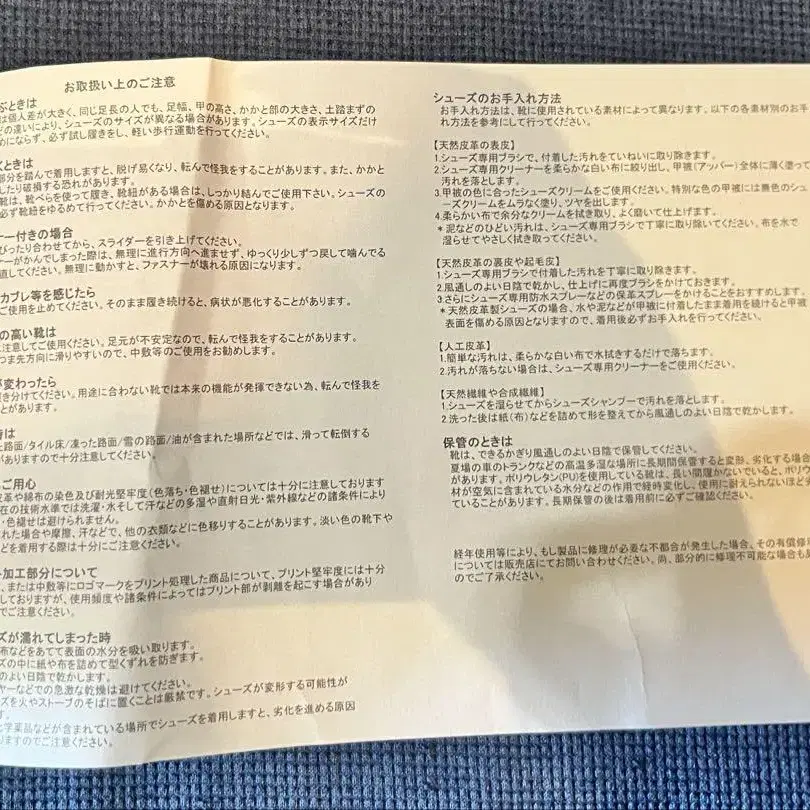 お取扱い上のご注意
ぶときは
は個人差が大きく、同じ足長の人でも、足幅、甲の高さ、かかと部の大きさ、土踏まずの
どの違いにより、シューズのサイズが異なる場合があります。シューズの表示サイズだけ
めにならず、必ず試し履きをし、軽い歩行運動を行ってください。
くときは
部分を踏んで着用しますと、脱げ易くなり、転んで怪我をすることがあります。また、かかと
したり破損する恐れがあります。
靴は、靴べらを使って履き、靴紐がある場合は、しっかり結んでご使用下さい。シューズの
必ず靴紐をゆるめて行ってください。かかとを傷める原因となります。
ナー付きの場合
ぴったり合わせてから、スライダーを引き上げてください。
ナーがかんでしまった際は、無理に進行方向へ進ませず、ゆっくり少しずつ戻して噛んでる
直してください。無理に動かすと、ファスナーが壊れる原因になります。
カブレ等を感じたら
ご使用を止めてください。そのまま履き続けると、病状が悪化することがあります。
の高い靴は
注意してご使用ください。足元が不安定なので、転んで怪我をすることがあります。
つま先方向に滑りやすいので、中敷等のご使用をお勧めします。
が変わったら
き分けてください。用途に合わない靴では本来の機能が発揮できない為、転んで怪我を
とがあります。
時は
た路面/タイル床/凍った路面/雪の路面/油が含まれた場所などでは、滑って転倒する
がありますので十分注意してください。
ご用心
皮革や綿布の染色及び耐光堅牢度(色落ち・色褪せ)については十分に注意しております
在の技術水準では洗濯・水そして汗などの多湿や直射日光・紫外線などの諸条件により
・色褪せは避けられません。
れた場合や摩擦、汗などで、他の衣類などに色移りすることがあります。淡い色の靴下や
どを着用する際は十分にご注意ください。
ト加工部分について
、または中敷等にロゴマークをプリント処理した商品について、プリント堅牢度には十分
しておりますが、使用頻度や諸条件によってはプリント部が剥離を起こす場合があり
でご注意ください。
ズが濡れてしまった時
布などをあてて表面の水分を吸い取ります。
ズの中に紙や布を詰めて型くずれを防ぎます。
のよい日陰で乾かします。
ヤーなどでの急激な乾燥は避けてください。
ズを火やストーブのそばに置くことは厳禁です。シューズが変形する可能性が
す。
化学薬品などが含まれている場所でシューズを着用しますと、劣化を進める原因
りますのでご注意ください。
シューズのお手入れ方法
お手入れ方法は、靴に使用されている素材によって異なります。以下の各素材別のお手
れ方法を参考にして行ってください。
【天然皮革の表皮】
1.シューズ専用ブラシで、付着した汚れをていねいに取り除きます。
2.シューズ専用クリーナーを柔らかな白い布に絞り出し、甲被(アッパー)全体に薄く塗って
汚れを落とします。
3.甲被の色に合ったシューズクリームをご使用ください。特別な色の甲被には無色のシュ
ーズクリームをムラなく塗り、ツヤを出します。
4.柔らかい布で余分なクリームを拭き取り、よく磨いて仕上げます。
*泥などのひどい汚れは、シューズ専用ブラシで丁寧に取り除いてください。布を水で
湿らせてやさしく拭き取ってください。
【天然皮革の裏皮や起毛皮】
1.シューズ専用ブラシで付着した汚れを丁寧に取り除きます。
2.風通しのよい日陰で乾かし、仕上げに再度ブラシをかけておきます。
3.さらにシューズ専用防水スプレーなどの保革スプレーをかけることをおすすめします。
*天然皮革製シューズの場合、水や泥などが甲被に付着したまま着用を続けると甲被
表面を傷める原因となりますので、着用後必ずお手入れを行ってください。
【人工皮革】
1.簡単な汚れは、柔らかな白い布で水拭きするだけで落ちます。
2.汚れが落ちない場合は、シューズ専用クリーナーをご使用ください。
【天然繊維や合成繊維】
1.シューズを湿らせてからシューズシャンプーで汚れを落とします。
2.洗った後は紙(布)などを詰めて形を整えてから風通しのよい日陰で乾かします。
保管のときは
靴は、できるかぎり風通しのよい日陰で保管してください。
夏場の車のトランクなどの高温多湿な場所に長期間保管すると変形、劣化する場合
があります。ポリウレタン(PU)を使用している靴は、長い間履かないでいると、ポリウ
材が空気に含まれている水分などの作用で経時変化し、使用に耐えられないほど劣
ていることがあります。長期保管の後は着用前に必ずご確認ください。
経年使用等により、もし製品に修理が必要な不都合が発生した場合、その有償修
については販売店にてお問い合わせください。尚、部分的に修理不可能な場合も
のでご了承ください。